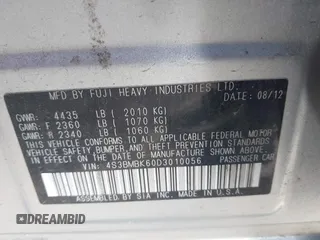 MFD BY FUJI HEAVY INDUSTRIES LTD.
DATE: 08/12
GVWR: 4435 LB ( 2010 KG)
GAWR: F 2360 LB ( 1070 KG)
GAWR: R 2340 LB ( 1060 KG)
THIS VEHICLE CONFORMS TO ALL APPLICABLE FEDERAL MOTOR VEHICLE
SAFETY, BUMPER, AND THEFT PREVENTION STANDARDS IN EFFECT ON
THE DATE OF MANUFACTURE SHOWN ABOVE.
VIN: 4S3BMBK60D3010056 PASSENGER CAR
MFD BY SIA INC., MADE IN U.S.A.
DREAMBID